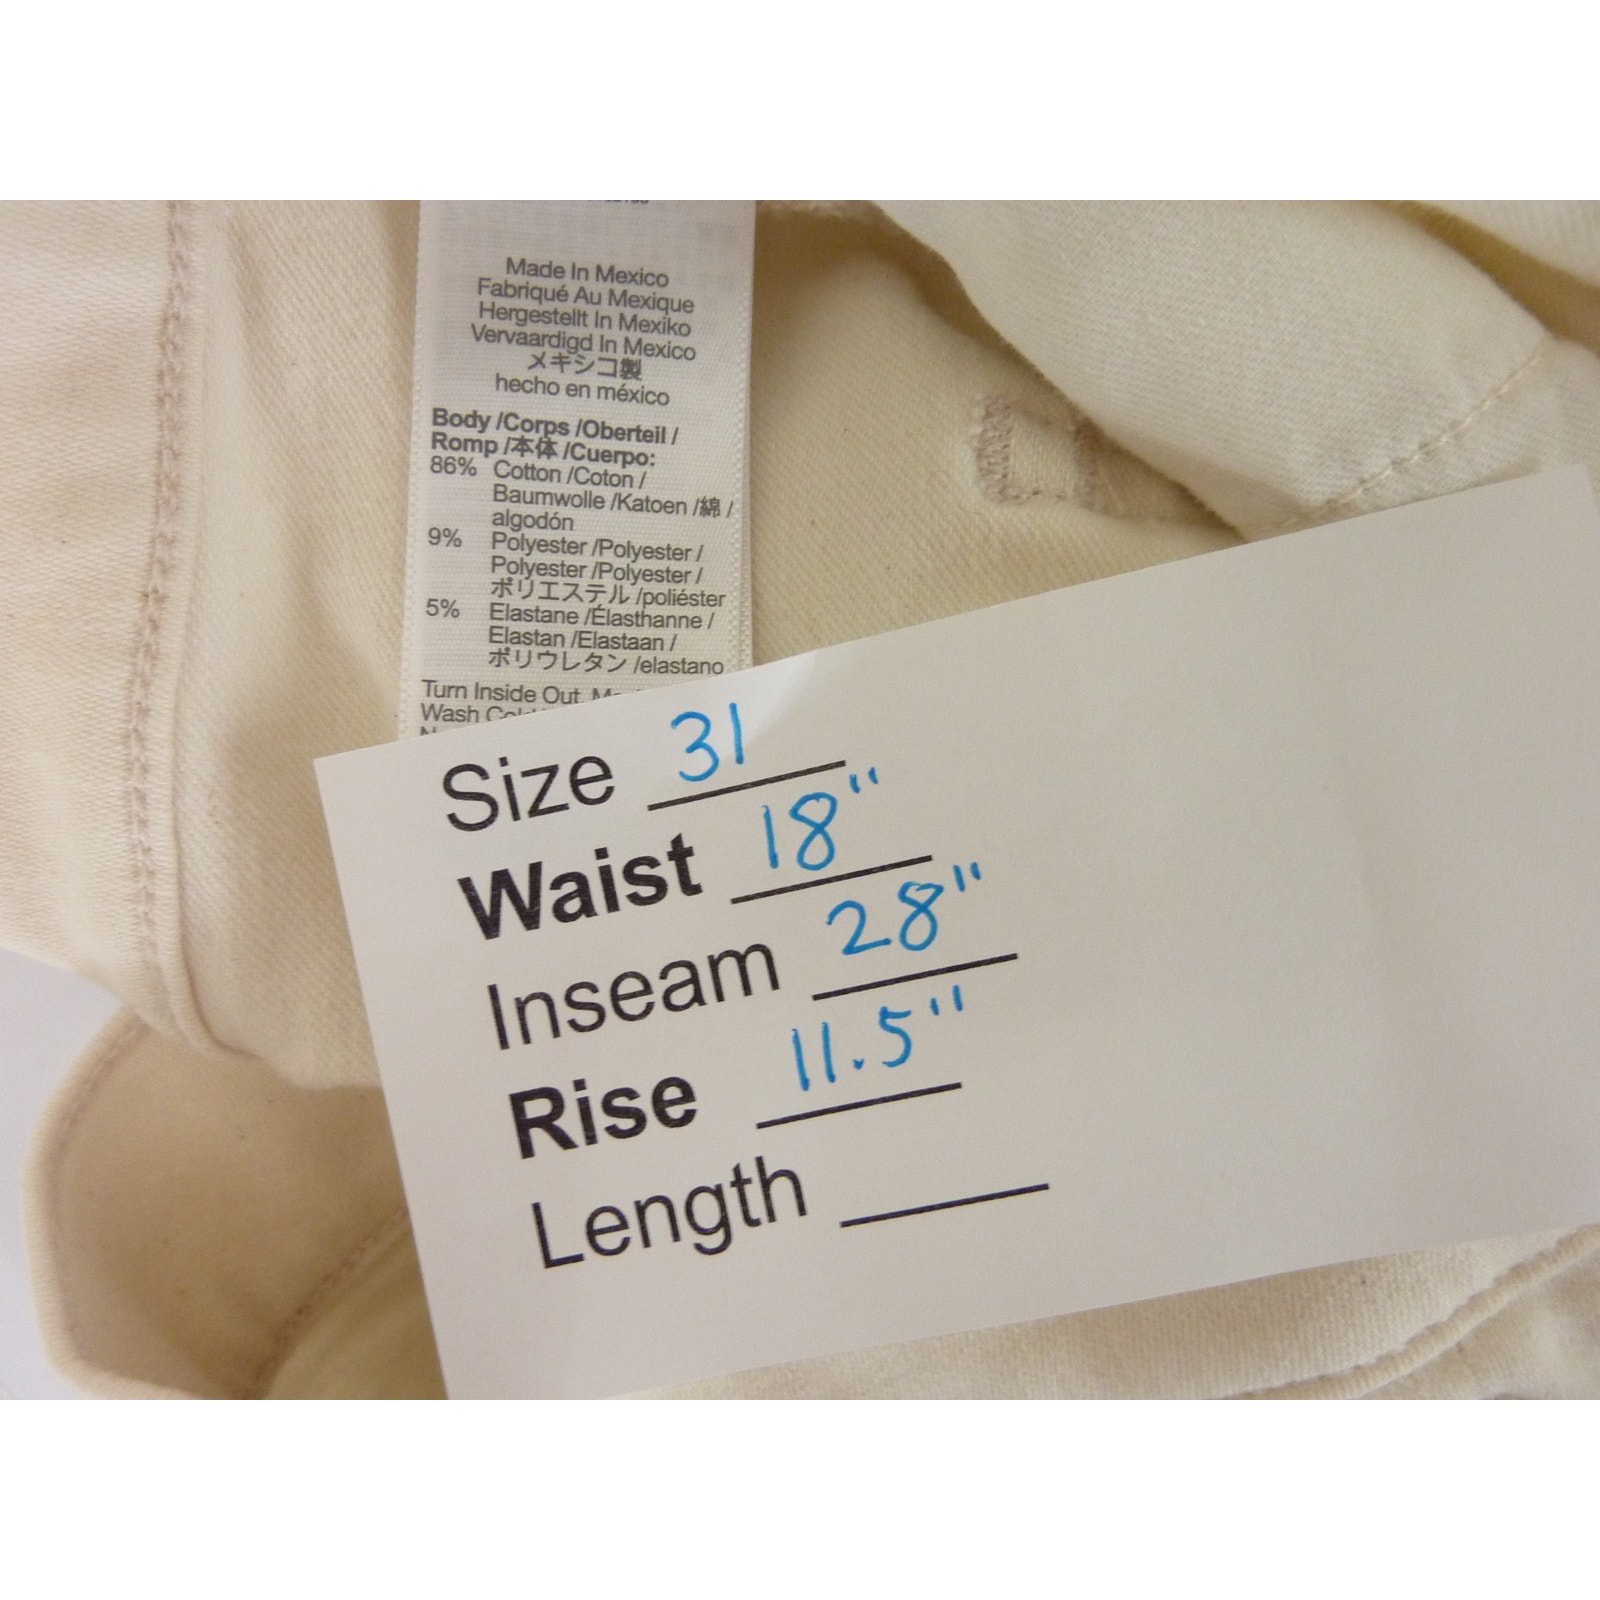 Made In Mexico
Fabriqué Au Mexique
Hergestellt In Mexiko
Vervaardigd In Mexico
メキシコ製
hecho en méxico
Body /Corps /Oberteil /
Romp /本体 /Cuerpo:
86% Cotton /Coton /
Baumwolle /Katoen /綿 /
algodón
9% Polyester /Polyester /
Polyester /Polyester /
ポリエステル /poliéster
5% Elastane /Élasthanne /
Elastan /Elastaan /
ポリウレタン /elastano
Turn Inside Out.
Wash
Size 31
Waist 18"
Inseam 28"
Rise 11.5"
Length